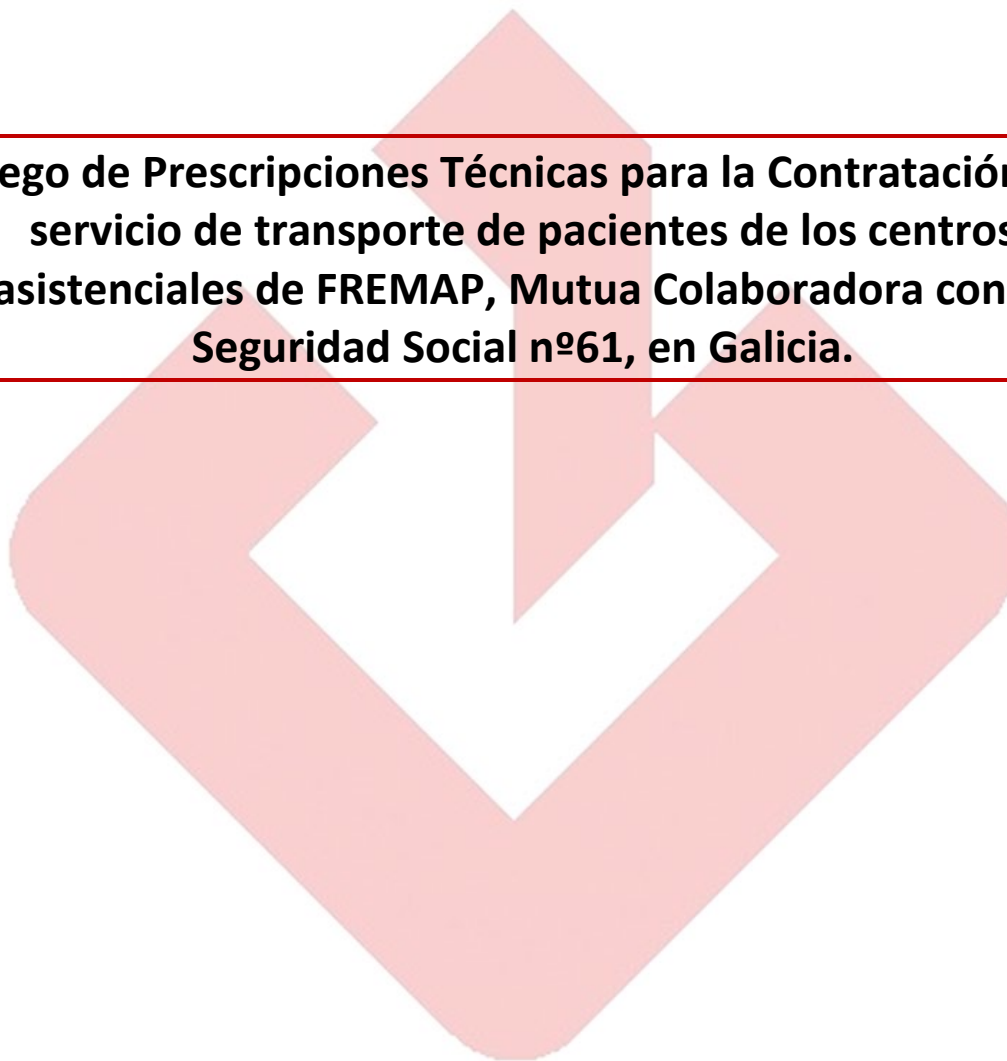 ego de Prescripciones Técnicas para la Contratación
servicio de transporte de pacientes de los centros
asistenciales de FREMAP, Mutua Colaboradora con
Seguridad Social nº61, en Galicia.